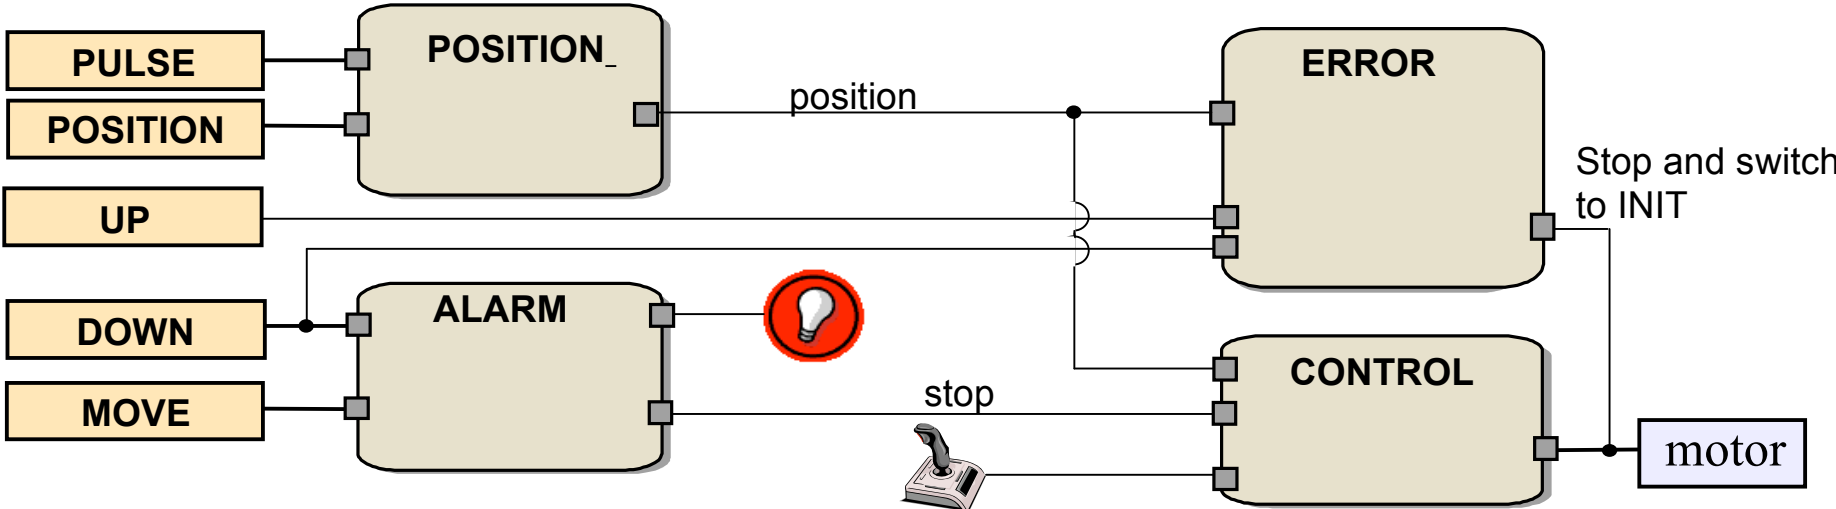 PULSE
POSITION_
ERROR
position
POSITION
Stop and switch
to INIT
UP
ALARM
DOWN
CONTROL
stop
MOVE
motor